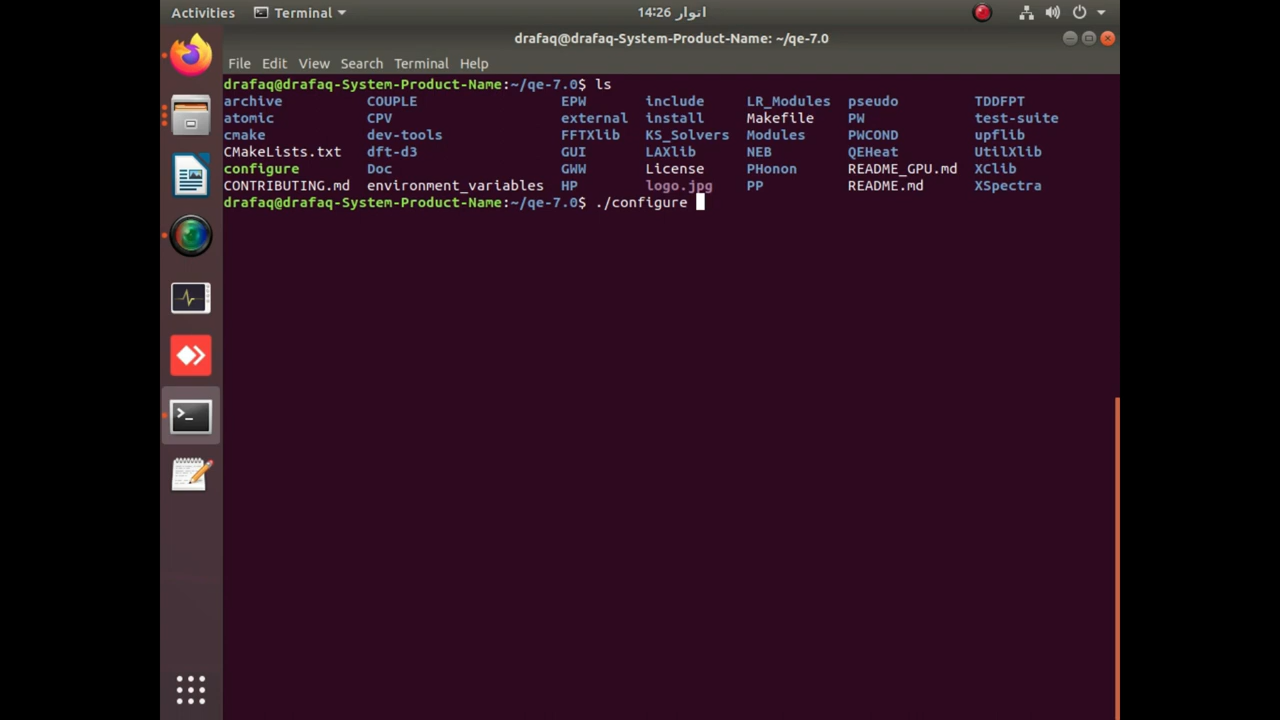 Activities Terminal 14:26 انوار
drafaq@drafaq-System-Product-Name: ~/qe-7.0
File Edit View Search Terminal Help
drafaq@drafaq-System-Product-Name:~/qe-7.0$ ls
archive COUPLE EPW include LR_Modules pseudo TDDFPT
atomic CPV external install Makefile PW test-suite
cmake dev-tools FFTXlib KS_Solvers Modules PWCOND upflib
CMakeLists.txt dft-d3 GUI LAXlib NEB QEHeat UtilXlib
configure Doc GWW License PHonon README_GPU.md XClib
CONTRIBUTING.md environment_variables HP logo.jpg PP README.md XSpectra
drafaq@drafaq-System-Product-Name:~/qe-7.0$ ./configure